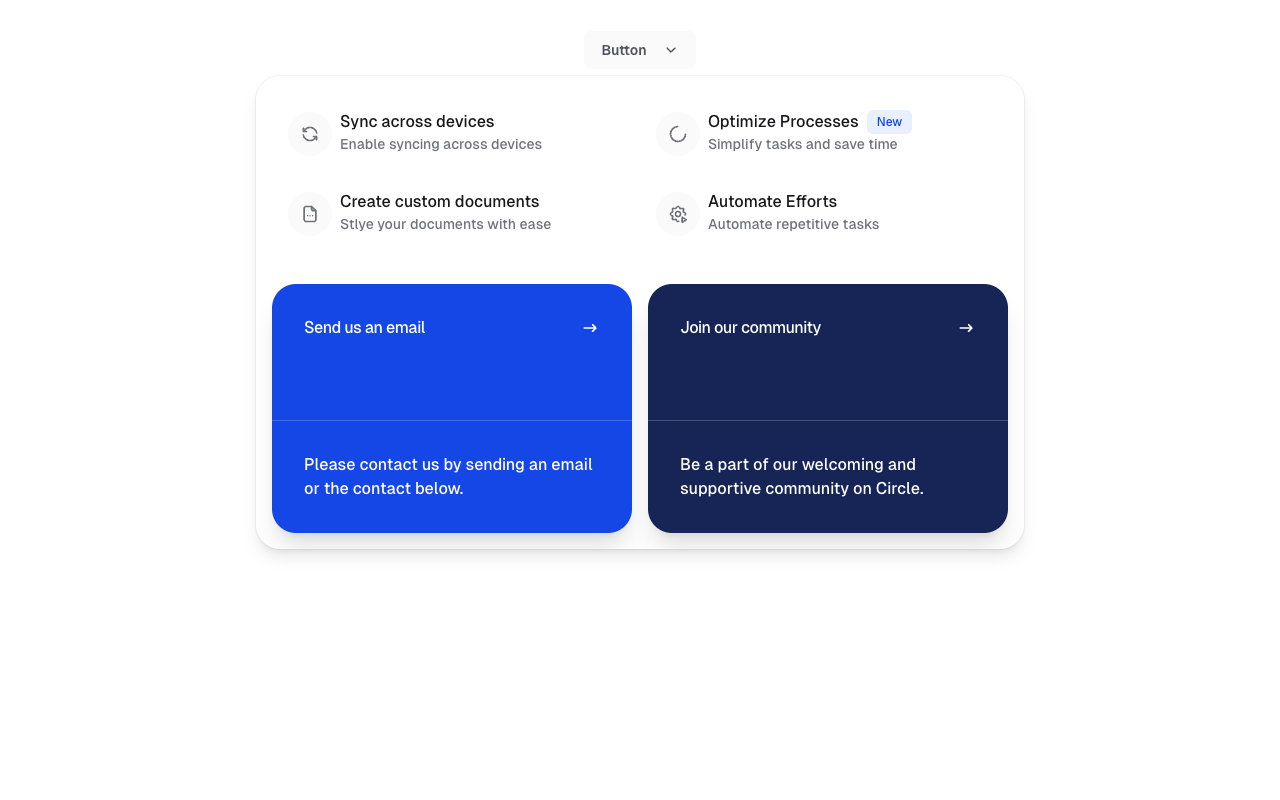 Button
Sync across devices
Enable syncing across devices
Optimize Processes New
Simplify tasks and save time
Create custom documents
Stlye your documents with ease
Automate Efforts
Automate repetitive tasks
Send us an email
Please contact us by sending an email
or the contact below.
Join our community
Be a part of our welcoming and
supportive community on Circle.